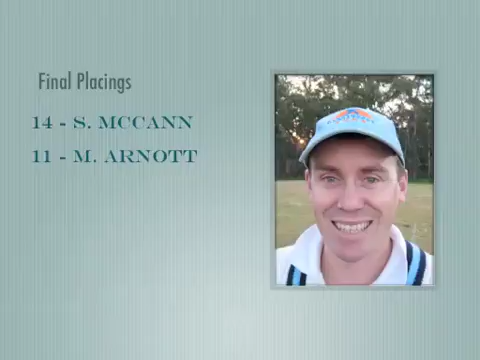 Final Placings
14 - S. McCann
11 - M. Arnott